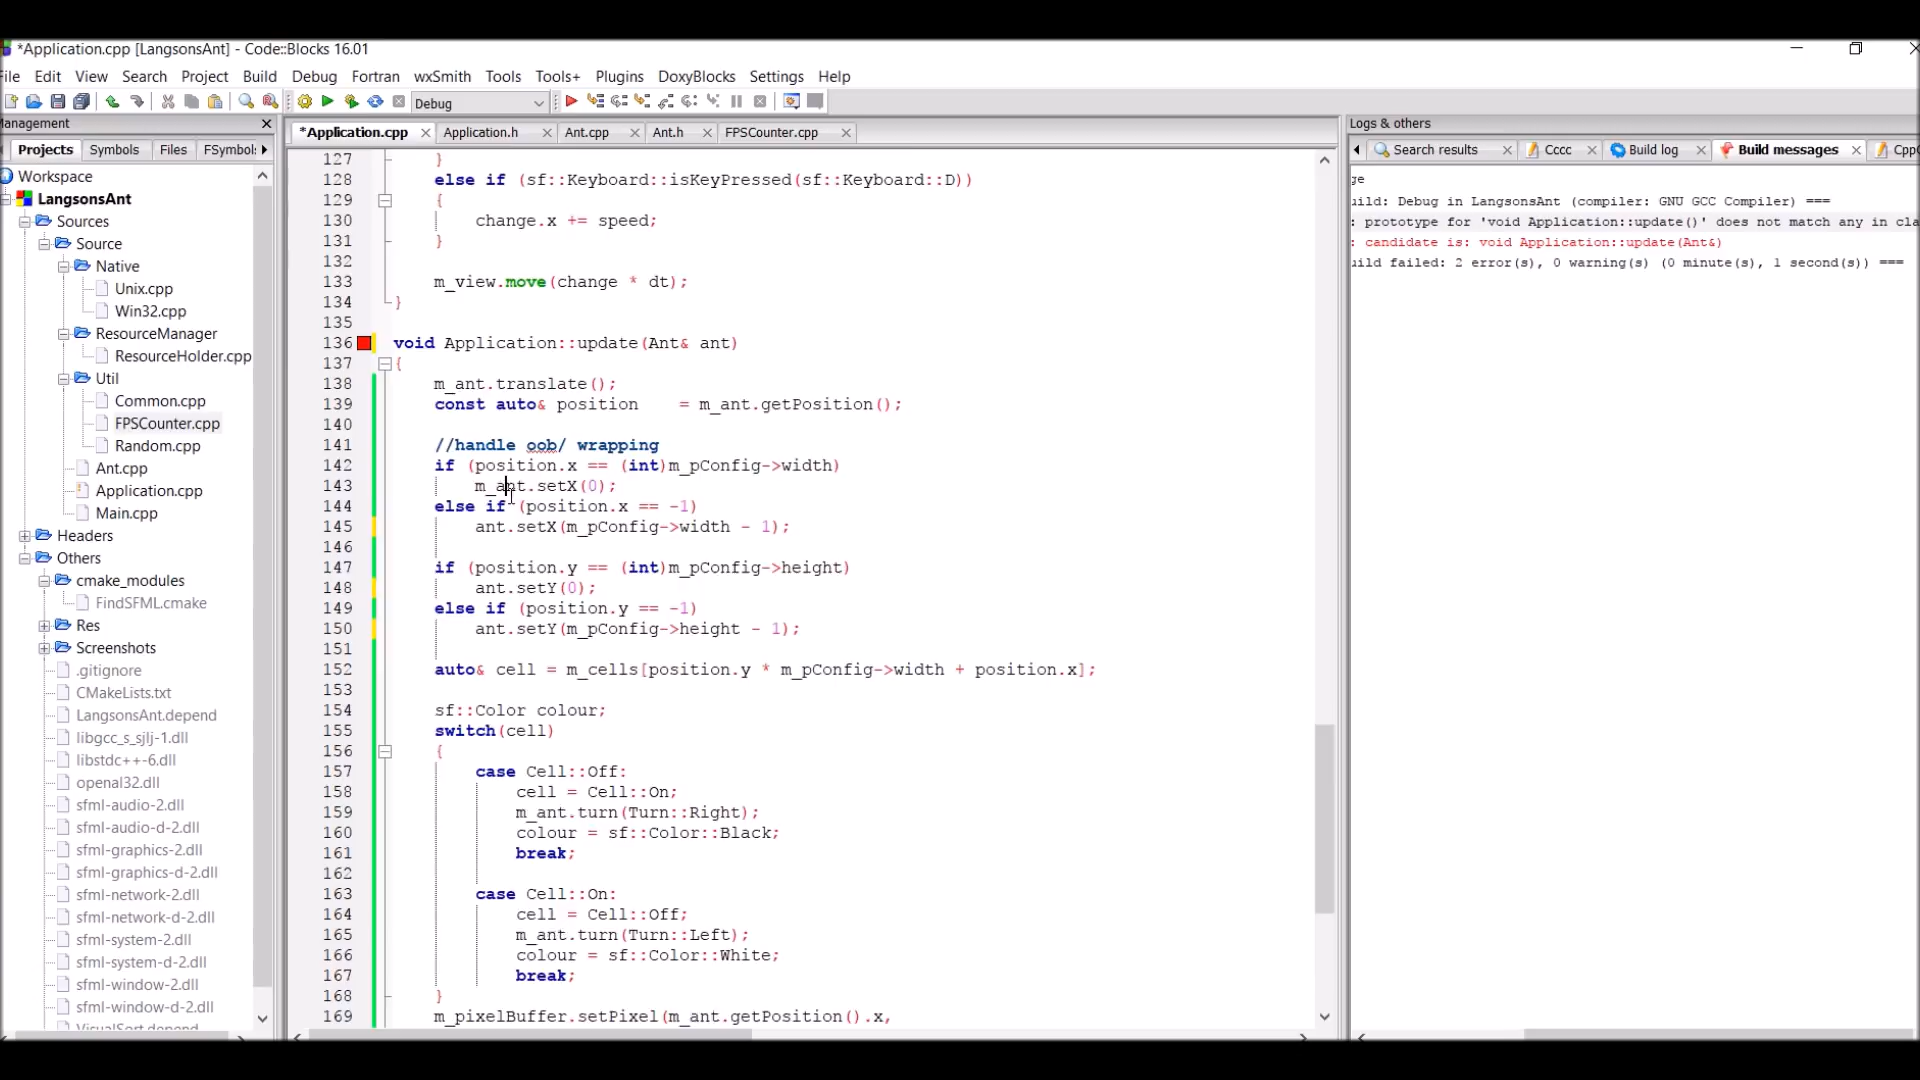 *Application.cpp [LangsonsAnt] - Code::Blocks 16.01
File Edit View Search Project Build Debug Fortran wxSmith Tools Tools+ Plugins DoxyBlocks Settings Help
Debug
Management
Projects Symbols Files FSymbols
Workspace
LangsonsAnt
Sources
Source
Native
Unix.cpp
Win32.cpp
ResourceManager
ResourceHolder.cpp
Util
Common.cpp
FPSCounter.cpp
Random.cpp
Ant.cpp
Application.cpp
Main.cpp
Headers
Others
cmake_modules
FindSFML.cmake
Res
Screenshots
.gitignore
CMakeLists.txt
LangsonsAnt.depend
libgcc_s_sjlj-1.dll
libstdc++-6.dll
openal32.dll
sfml-audio-2.dll
sfml-audio-d-2.dll
sfml-graphics-2.dll
sfml-graphics-d-2.dll
sfml-network-2.dll
sfml-network-d-2.dll
sfml-system-2.dll
sfml-system-d-2.dll
sfml-window-2.dll
sfml-window-d-2.dll
VisualSort.depend
*Application.cpp Application.h Ant.cpp Ant.h FPSCounter.cpp
127 }
128 else if (sf::Keyboard::isKeyPressed(sf::Keyboard::D))
129 {
130 change.x += speed;
131 }
132
133 m_view.move(change * dt);
134 }
135
136 void Application::update(Ant& ant)
137 {
138 m_ant.translate();
139 const auto& position = m_ant.getPosition();
140
141 //handle oob/ wrapping
142 if (position.x == (int)m_pConfig->width)
143 m_ant.setX(0);
144 else if (position.x == -1)
145 ant.setX(m_pConfig->width - 1);
146
147 if (position.y == (int)m_pConfig->height)
148 ant.setY(0);
149 else if (position.y == -1)
150 ant.setY(m_pConfig->height - 1);
151
152 auto& cell = m_cells[position.y * m_pConfig->width + position.x];
153
154 sf::Color colour;
155 switch(cell)
156 {
157 case Cell::Off:
158 cell = Cell::On;
159 m_ant.turn(Turn::Right);
160 colour = sf::Color::Black;
161 break;
162
163 case Cell::On:
164 cell = Cell::Off;
165 m_ant.turn(Turn::Left);
166 colour = sf::Color::White;
167 break;
168 }
169 m_pixelBuffer.setPixel(m_ant.getPosition().x,
Logs & others
Search results Cccc Build log Build messages CppC
ge
uild: Debug in LangsonsAnt (compiler: GNU GCC Compiler) ===
: prototype for 'void Application::update()' does not match any in cla
: candidate is: void Application::update(Ant&)
uild failed: 2 error(s), 0 warning(s) (0 minute(s), 1 second(s)) ===